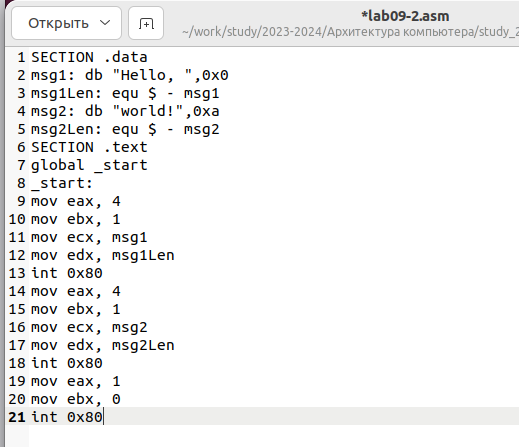 Открыть
*lab09-2.asm
~/work/study/2023-2024/Архитектура компьютера/study_2
1 SECTION .data
2 msg1: db "Hello, ",0x0
3 msg1Len: equ $ - msg1
4 msg2: db "world!",0xa
5 msg2Len: equ $ - msg2
6 SECTION .text
7 global _start
8 _start:
9 mov eax, 4
10 mov ebx, 1
11 mov ecx, msg1
12 mov edx, msg1Len
13 int 0x80
14 mov eax, 4
15 mov ebx, 1
16 mov ecx, msg2
17 mov edx, msg2Len
18 int 0x80
19 mov eax, 1
20 mov ebx, 0
21 int 0x80